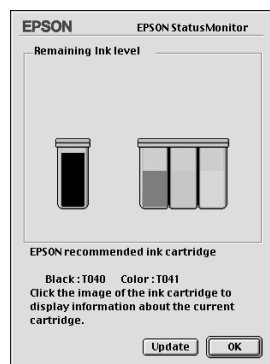 EPSON EPSON StatusMonitor
Remaining Ink level
EPSON recommended ink cartridge
Black : T040 Color : T041
Click the image of the ink cartridge to
display information about the current
cartridge.
Update OK